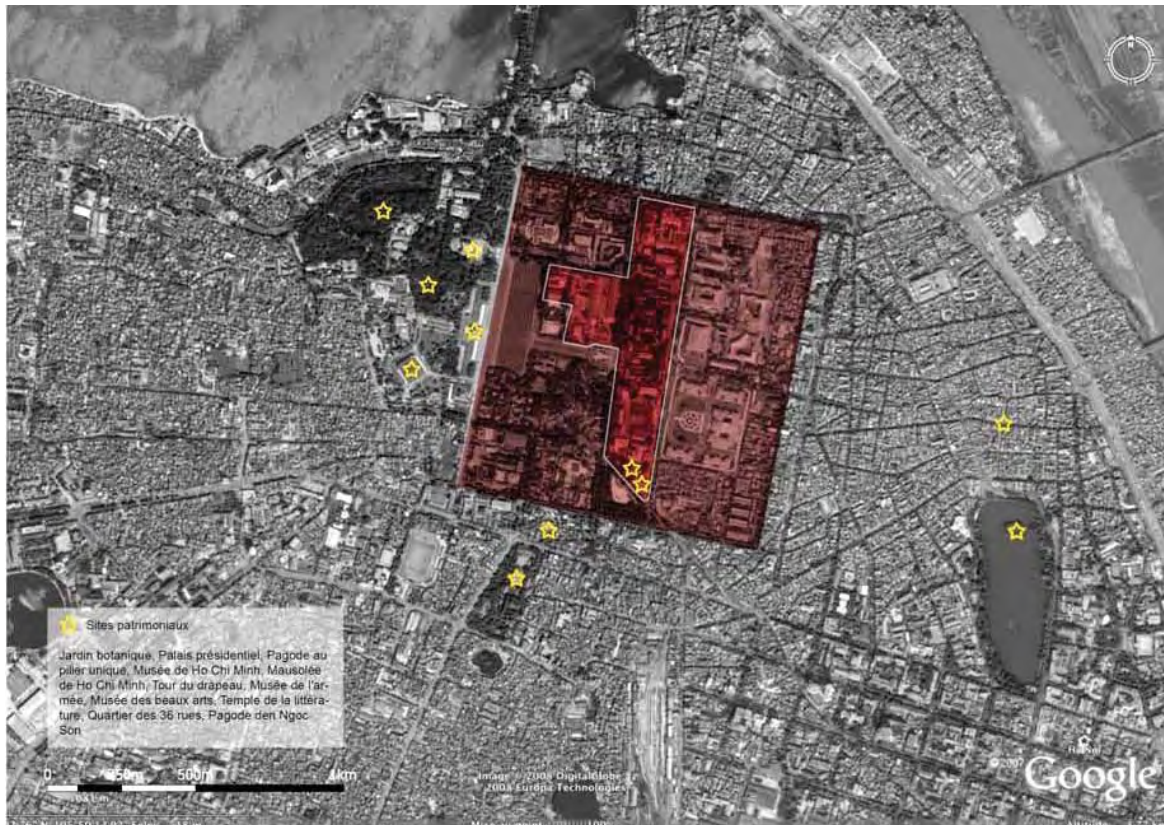 N
Sites patrimoniaux
Jardin botanique, Palais présidentiel, Pagode au
pilier unique, Musée de Ho Chi Minh, Mausolée
de Ho Chi Minh, Tour du drapeau, Musée de l'ar-
mée, Musée des beaux arts, Temple de la littéra-
ture, Quartier des 36 rues, Pagode den Ngoc
Son
0 250m 500m 1km
Image © 2008 DigitalGlobe
2008 Europa Technologies
© 2007 Google